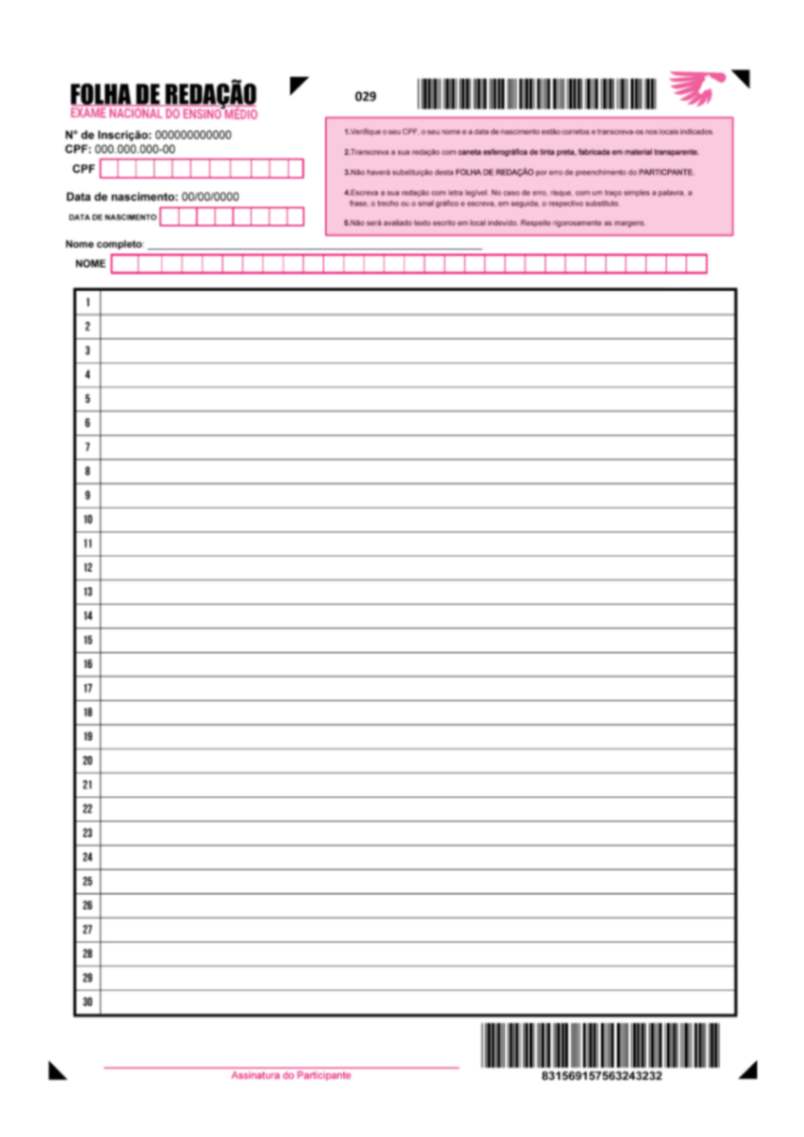 FOLHA DE REDAÇÃO
EXAME NACIONAL DO ENSINO MÉDIO
029
N° de Inscrição: 000000000000
CPF: 000.000.000-00
CPF
Data de nascimento: 00/00/0000
DATA DE NASCIMENTO
1.Verifique o seu CPF, o seu nome e a data de nascimento estão corretos e transcreva-os nos locais indicados.
2.Transcreva a sua redação com caneta esferográfica de tinta preta, fabricada em material transparente.
3.Não haverá substituição desta FOLHA DE REDAÇÃO por erro de preenchimento do PARTICIPANTE.
4.Escreva a sua redação com letra legível. No caso de erro, risque, com um traço simples a palavra, a
frase, o trecho ou o sinal gráfico e escreva, em seguida, o respectivo substituto.
5.Não será avaliado texto escrito em local indevido. Respeite rigorosamente as margens.
Nome completo:
NOME
1
2
3
4
5
6
7
8
9
10
11
12
13
14
15
16
17
18
19
20
21
22
23
24
25
26
27
28
29
30
Assinatura do Participante
831569157563243232